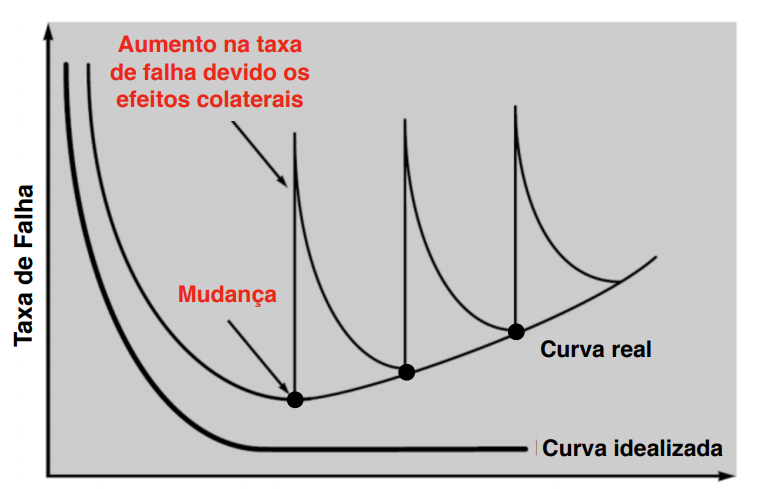 Aumento na taxa
de falha devido os
efeitos colaterais
Taxa de Falha
Mudança
Curva real
Curva idealizada